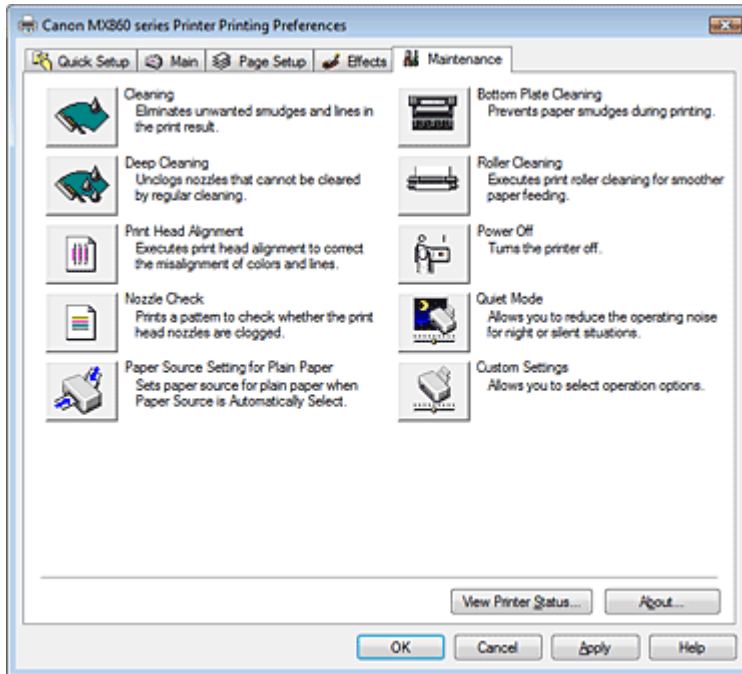 Canon MX860 series Printer Printing Preferences
Quick Setup
Main
Page Setup
Effects
Maintenance
Cleaning
Eliminates unwanted smudges and lines in
the print result.
Deep Cleaning
Unclogs nozzles that cannot be cleared
by regular cleaning.
Print Head Alignment
Executes print head alignment to correct
the misalignment of colors and lines.
Nozzle Check
Prints a pattern to check whether the print
head nozzles are clogged.
Paper Source Setting for Plain Paper
Sets paper source for plain paper when
Paper Source is Automatically Select.
Bottom Plate Cleaning
Prevents paper smudges during printing.
Roller Cleaning
Executes print roller cleaning for smoother
paper feeding.
Power Off
Turns the printer off.
Quiet Mode
Allows you to reduce the operating noise
for night or silent situations.
Custom Settings
Allows you to select operation options.
View Printer Status...
About...
OK
Cancel
Apply
Help